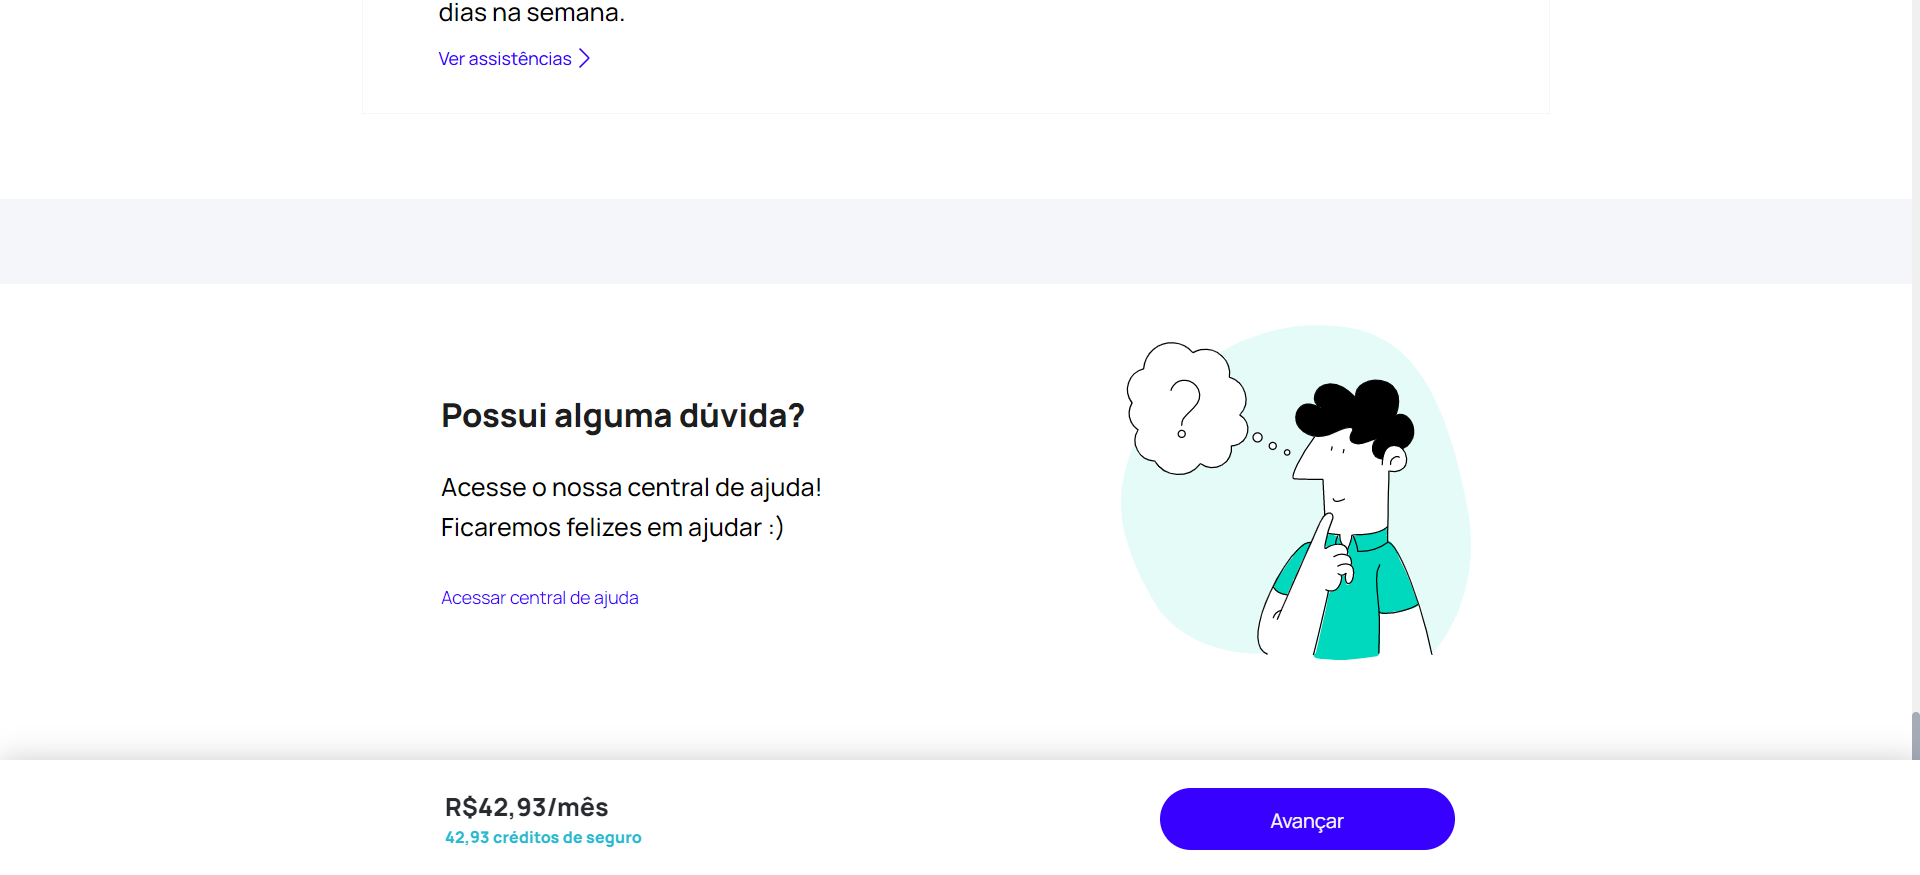 dias na semana.
Ver assistências
Possui alguma dúvida?
Acesse o nossa central de ajuda!
Ficaremos felizes em ajudar :)
Acessar central de ajuda
?
R$42,93/mês
42,93 créditos de seguro
Avançar